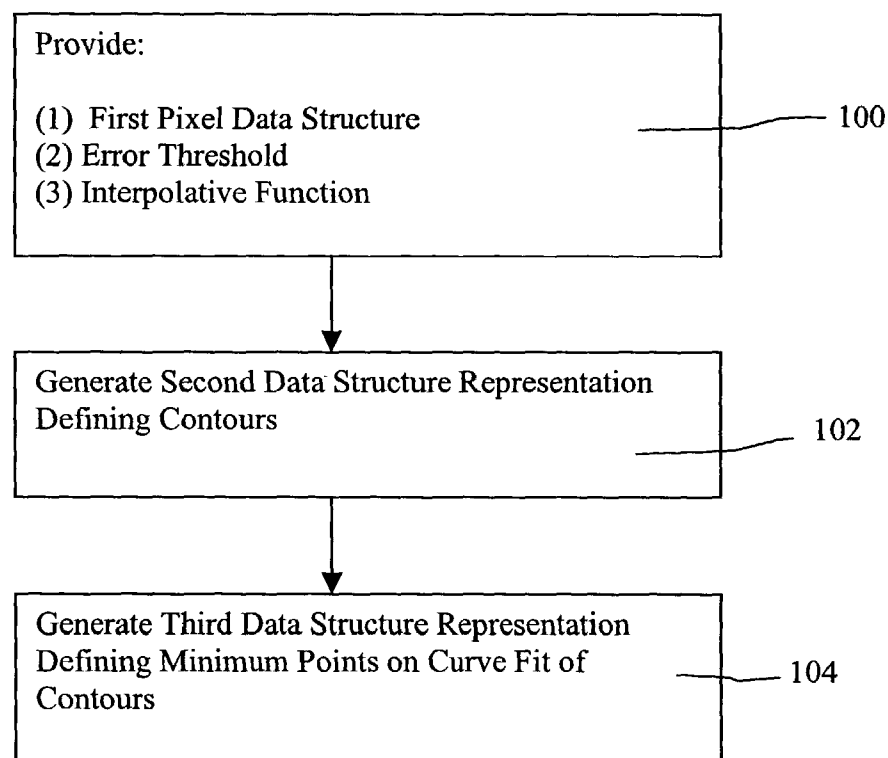 Provide:
(1) First Pixel Data Structure
(2) Error Threshold
(3) Interpolative Function
100
Generate Second Data Structure Representation
Defining Contours
102
Generate Third Data Structure Representation
Defining Minimum Points on Curve Fit of
Contours
104